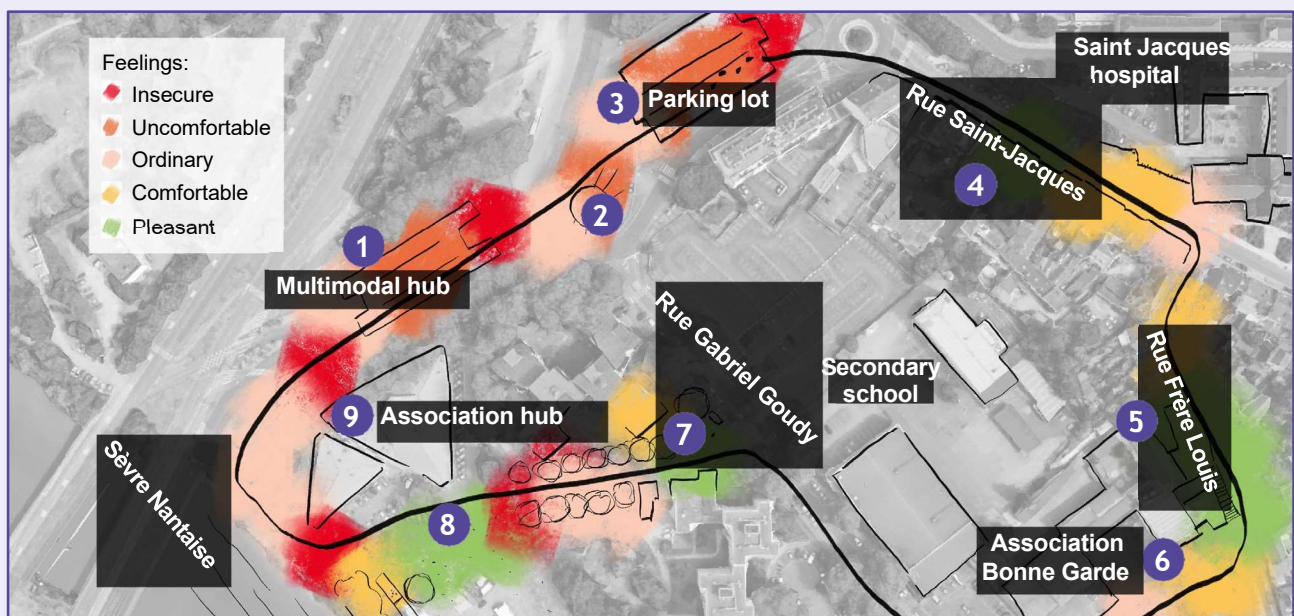 Feelings:
Insecure
Uncomfortable
Ordinary
Comfortable
Pleasant
Saint Jacques
hospital
3
Parking lot
Rue Saint-Jacques
4
2
1
Multimodal hub
Rue Gabriel Goudy
Secondary
school
Rue Frère Louis
5
9
Association hub
7
Sèvre Nantaise
8
Association
Bonne Garde
6